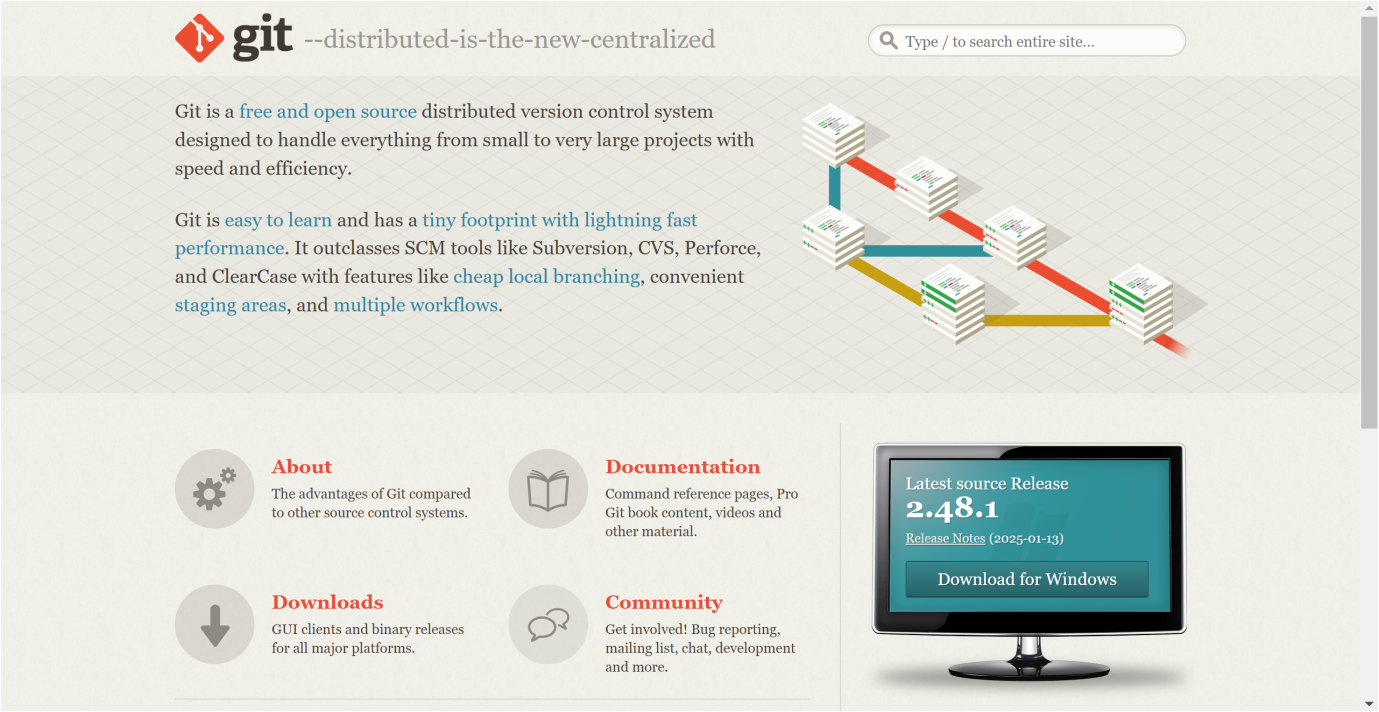 git --distributed-is-the-new-centralized
Type / to search entire site...
Git is a free and open source distributed version control system
designed to handle everything from small to very large projects with
speed and efficiency.
Git is easy to learn and has a tiny footprint with lightning fast
performance. It outclasses SCM tools like Subversion, CVS, Perforce,
and ClearCase with features like cheap local branching, convenient
staging areas, and multiple workflows.
About
The advantages of Git compared
to other source control systems.
Documentation
Command reference pages, Pro
Git book content, videos and
other material.
Downloads
GUI clients and binary releases
for all major platforms.
Community
Get involved! Bug reporting,
mailing list, chat, development
and more.
Latest source Release
2.48.1
Release Notes (2025-01-13)
Download for Windows